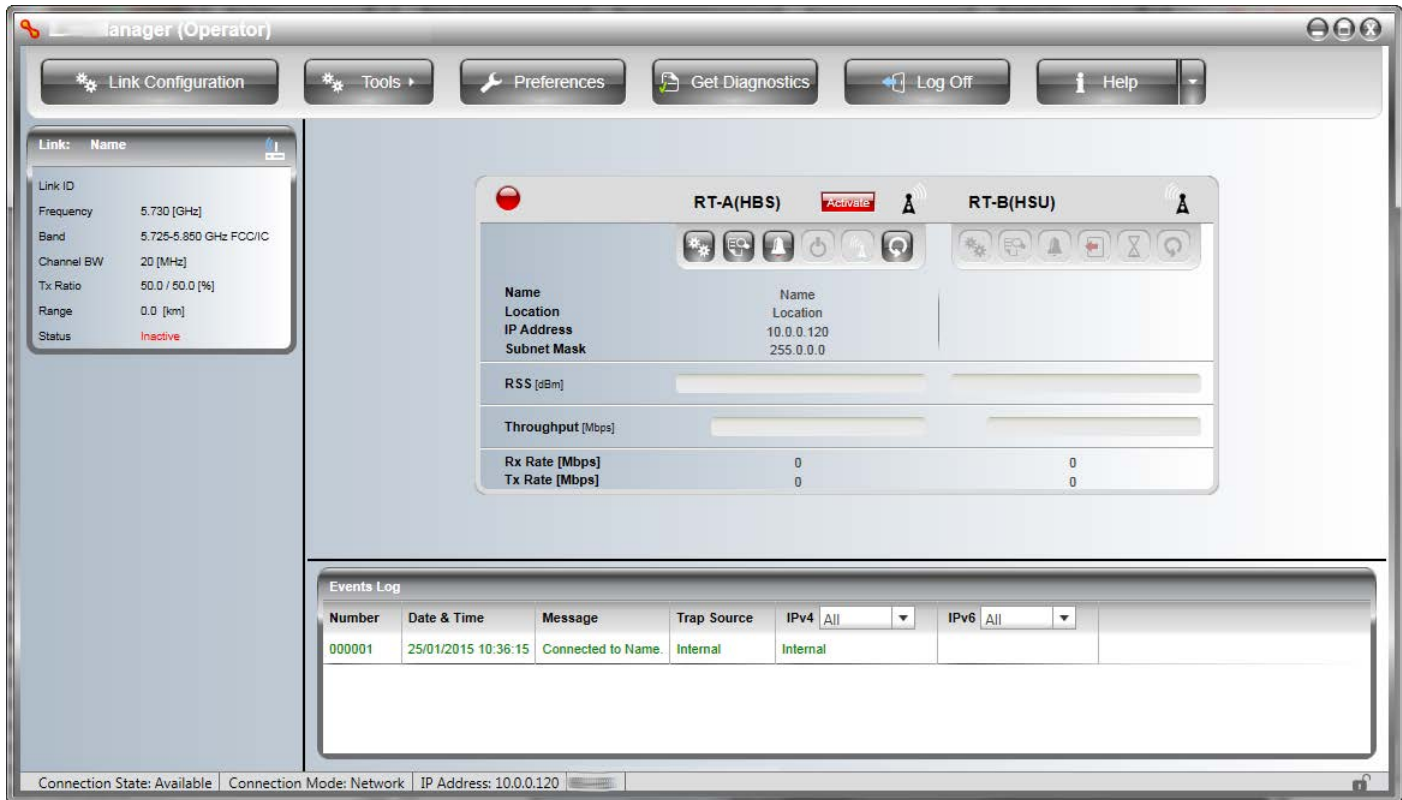 (Operator)
Link Configuration
Tools
Preferences
Get Diagnostics
Log Off
Help
Link: Name
Link ID
Frequency 5.730 [GHz]
Band 5.725-5.850 GHz FCC/IC
Channel BW 20 [MHz]
Tx Ratio 50.0 / 50.0 [%]
Range 0.0 [km]
Status Inactive
RT-A(HBS) Activate RT-B(HSU)
Name Name
Location Location
IP Address 10.0.0.120
Subnet Mask 255.0.0.0
RSS [dBm]
Throughput [Mbps]
Rx Rate [Mbps] 0 0
Tx Rate [Mbps] 0 0
Events Log
Number Date & Time Message Trap Source IPv4 All IPv6 All
000001 25/01/2015 10:36:15 Connected to Name. Internal Internal
Connection State: Available Connection Mode: Network IP Address: 10.0.0.120